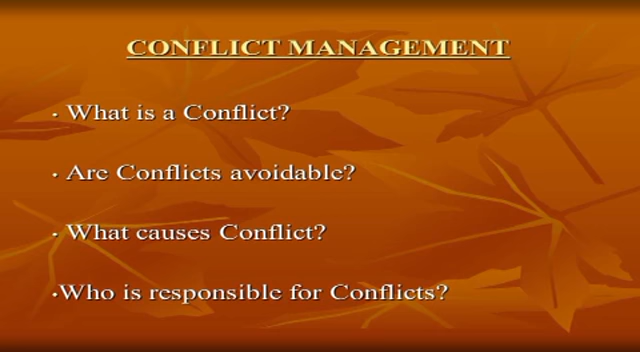 CONFLICT MANAGEMENT
• What is a Conflict?
• Are Conflicts avoidable?
• What causes Conflict?
•Who is responsible for Conflicts?